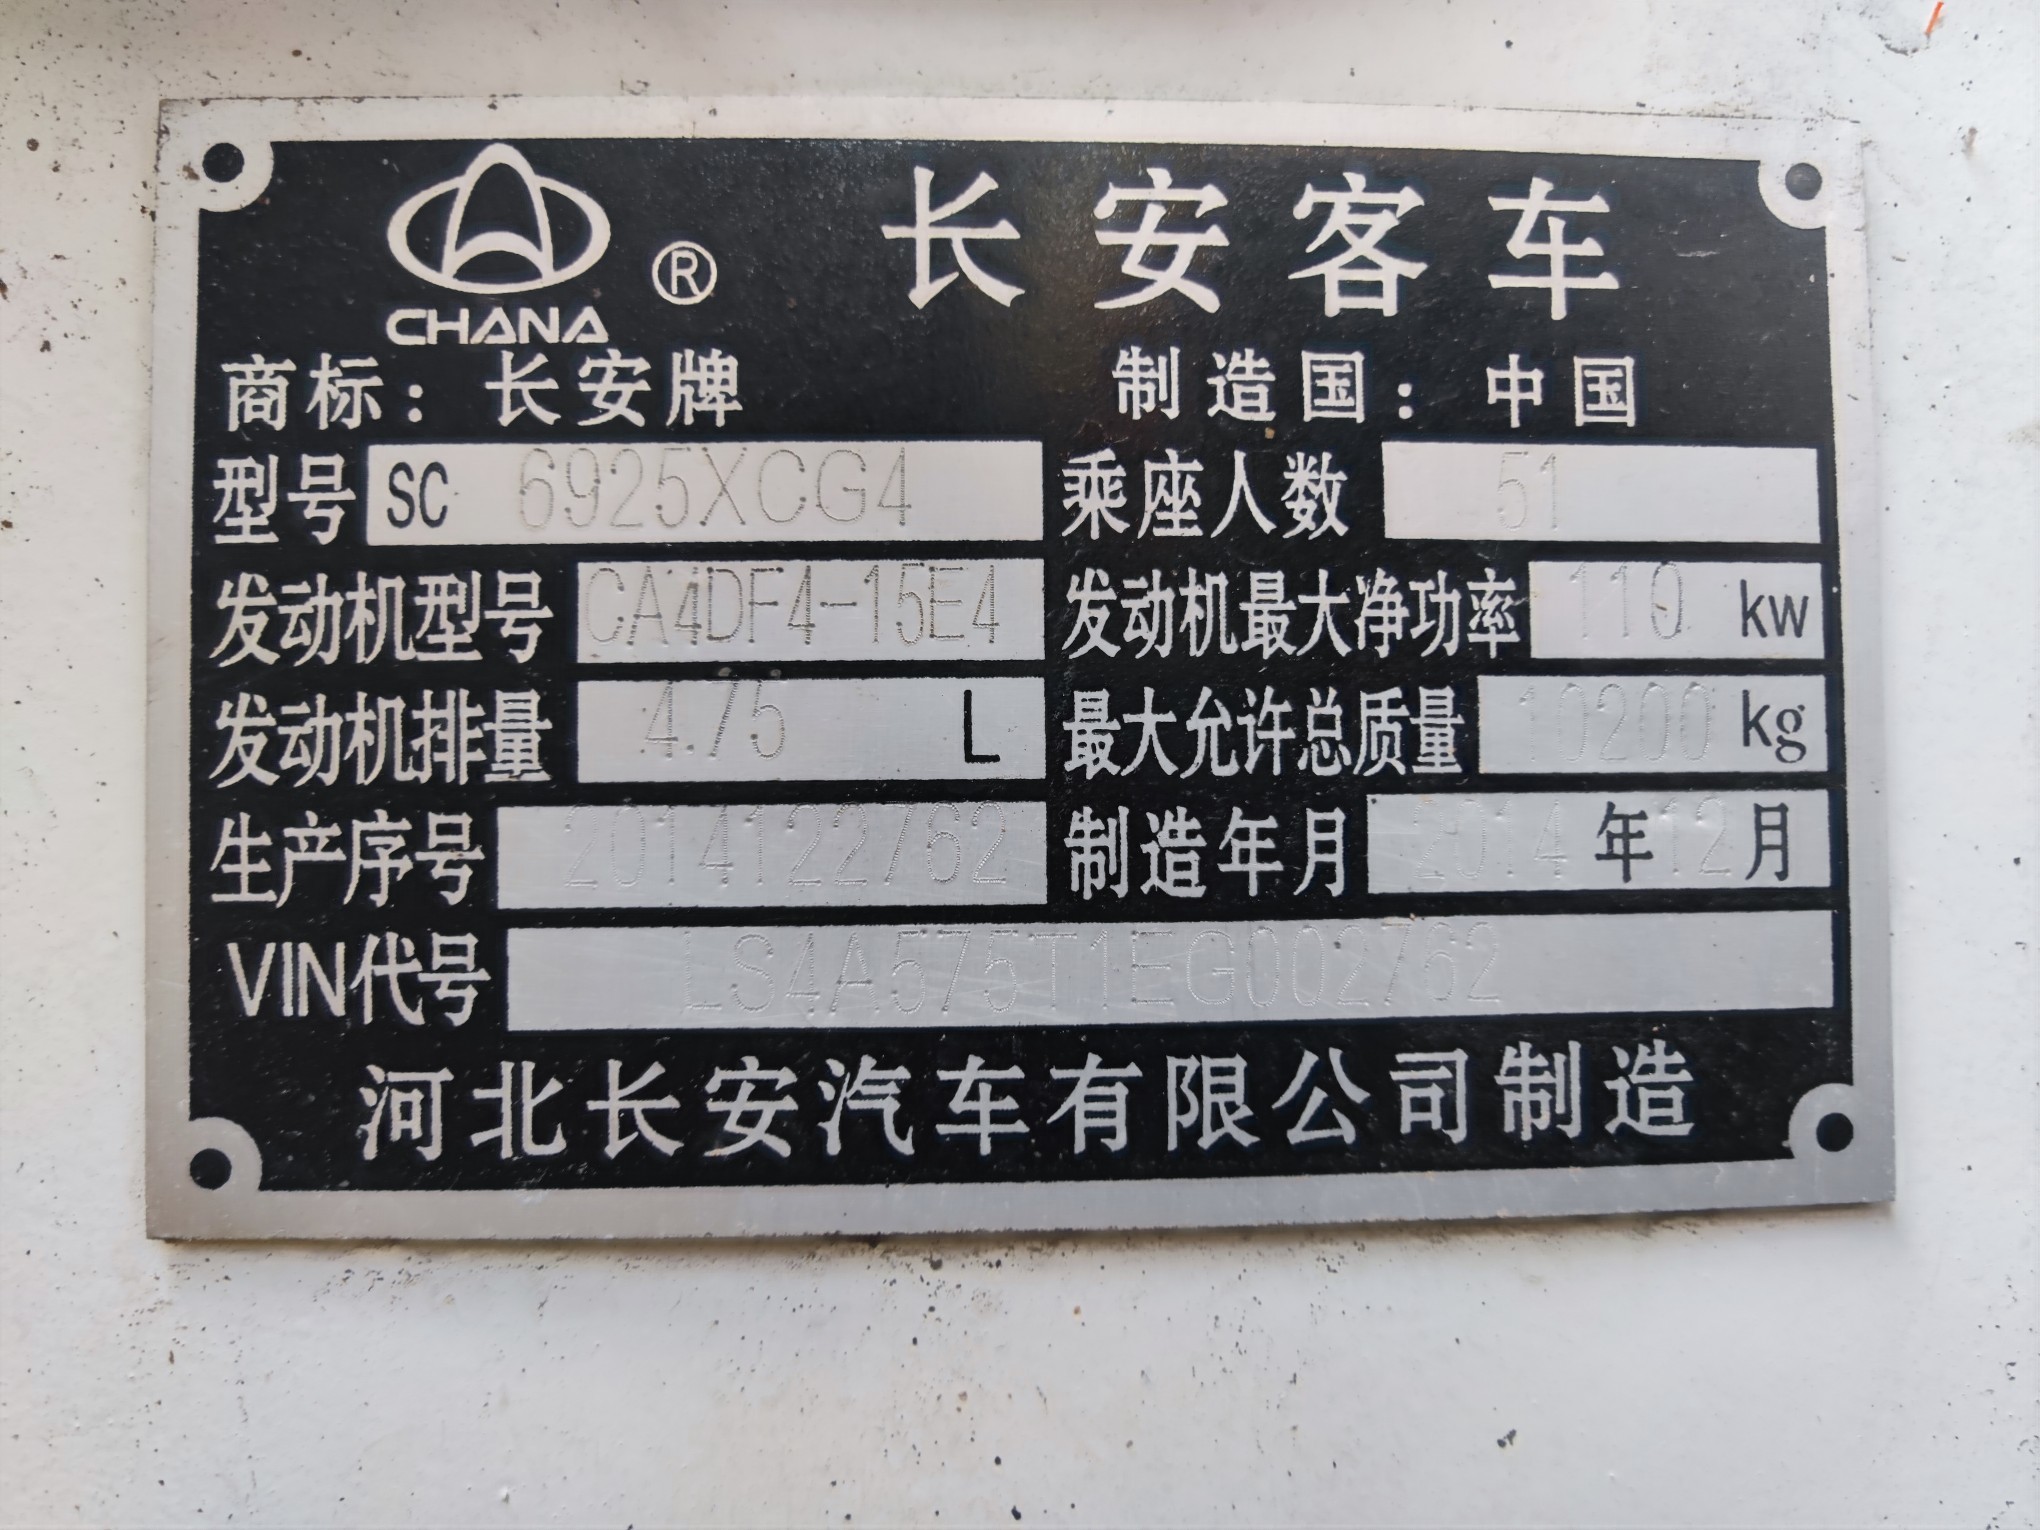 CHANA ® 长安客车
商标：长安牌 制造国：中国
型号 SC 6925XCG4 乘座人数 51
发动机型号 CA4DF4-15E4 发动机最大净功率 110 kw
发动机排量 4.75 L 最大允许总质量 10200 kg
生产序号 2014122762 制造年月 2014 年 12 月
VIN代号 LS4A575T1EG002762
河北长安汽车有限公司制造